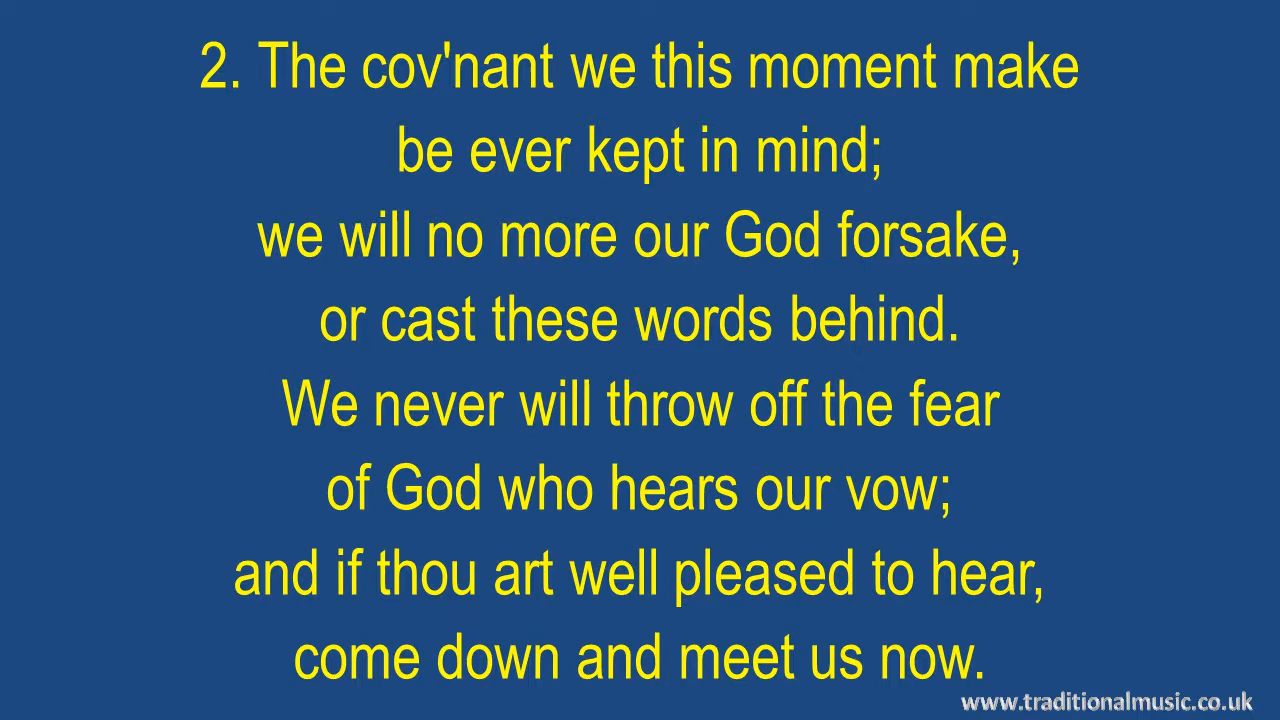 2. The cov'nant we this moment make
be ever kept in mind;
we will no more our God forsake,
or cast these words behind.
We never will throw off the fear
of God who hears our vow;
and if thou art well pleased to hear,
come down and meet us now.
www.traditionalmusic.co.uk